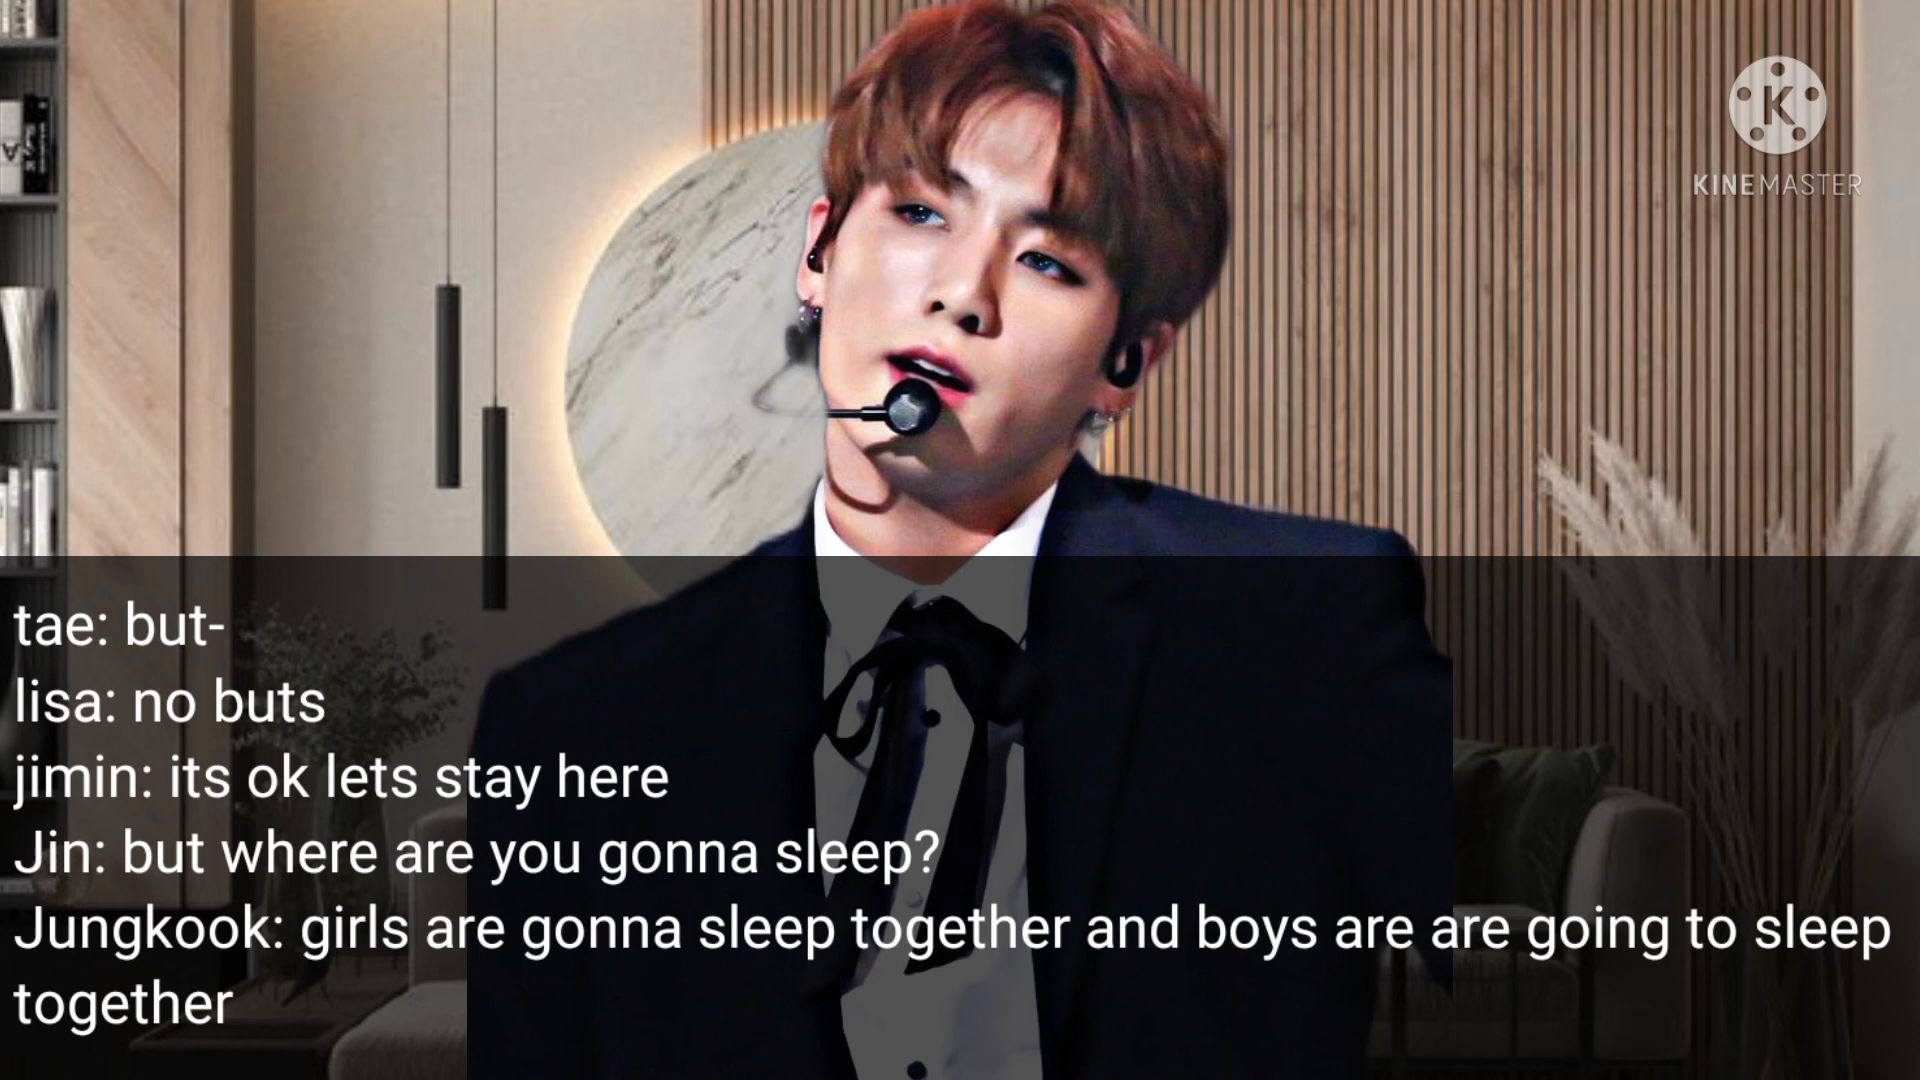 K
KINEMASTER
tae: but-
lisa: no buts
jimin: its ok lets stay here
Jin: but where are you gonna sleep?
Jungkook: girls are gonna sleep together and boys are are going to sleep
together